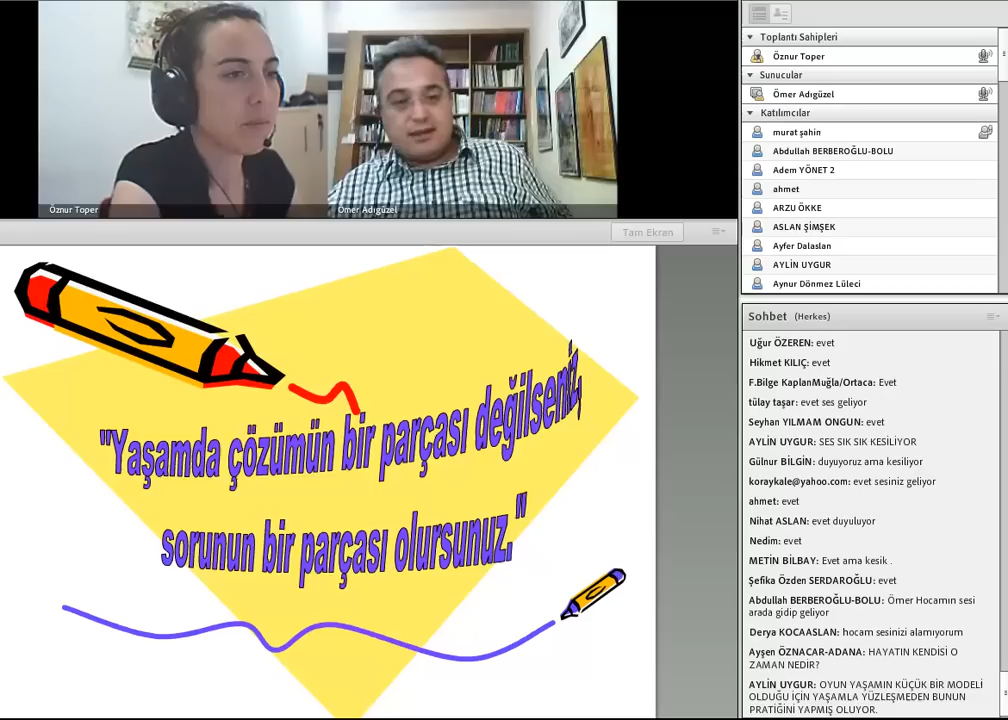 Öznur Toper
Ömer Adıgüzel
Tam Ekran
"Yaşamda çözümün bir parçası değilseniz,
sorunun bir parçası olursunuz."
Toplantı Sahipleri
Öznur Toper
Sunucular
Ömer Adıgüzel
Katılımcılar
murat şahin
Abdullah BERBEROĞLU-BOLU
Adem YÖNET 2
ahmet
ARZU ÖKKE
ASLAN ŞİMŞEK
Ayfer Dalaslan
AYLİN UYGUR
Aynur Dönmez Lüleci
Sohbet (Herkes)
Uğur ÖZEREN: evet
Hikmet KILIÇ: evet
F.Bilge KaplanMuğla/Ortaca: Evet
tülay taşar: evet ses geliyor
Seyhan YILMAM ONGUN: evet
AYLİN UYGUR: SES SIK SIK KESİLİYOR
Gülnur BİLGİN: duyuyoruz ama kesiliyor
koraykale@yahoo.com: evet sesiniz geliyor
ahmet: evet
Nihat ASLAN: evet duyuluyor
Nedim: evet
METİN BİLBAY: Evet ama kesik .
Şefika Özden SERDAROĞLU: evet
Abdullah BERBEROĞLU-BOLU: Ömer Hocamın sesi
arada gidip geliyor
Derya KOCAASLAN: hocam sesinizi alamıyorum
Ayşen ÖZNACAR-ADANA: HAYATIN KENDİSİ O
ZAMAN NEDİR?
AYLİN UYGUR: OYUN YAŞAMIN KÜÇÜK BİR MODELİ
OLDUĞU İÇİN YAŞAMLA YÜZLEŞMEDEN BUNUN
PRATİĞİNİ YAPMIŞ OLUYOR.